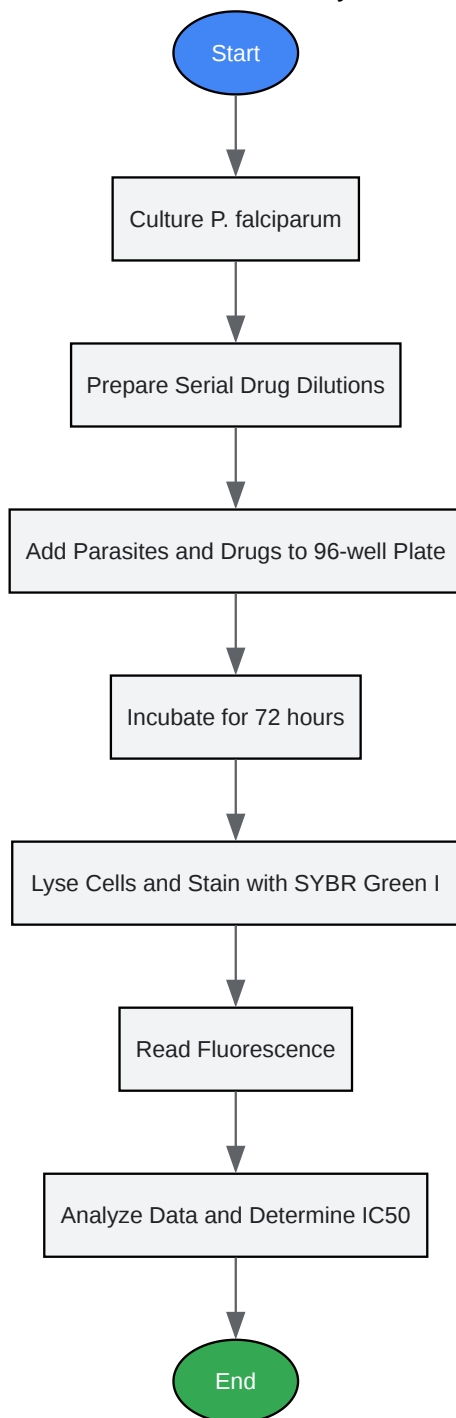 Start
Culture P. falciparum
Prepare Serial Drug Dilutions
Add Parasites and Drugs to 96-well Plate
Incubate for 72 hours
Lyse Cells and Stain with SYBR Green I
Read Fluorescence
Analyze Data and Determine IC50
End